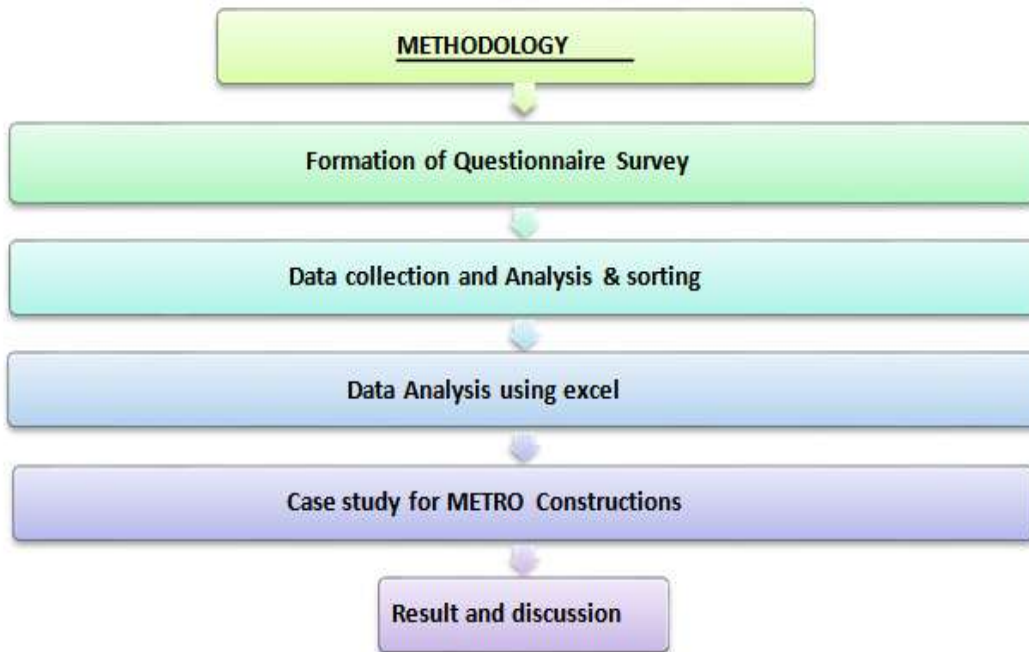 METHODOLOGY
Formation of Questionnaire Survey
Data collection and Analysis & sorting
Data Analysis using excel
Case study for METRO Constructions
Result and discussion